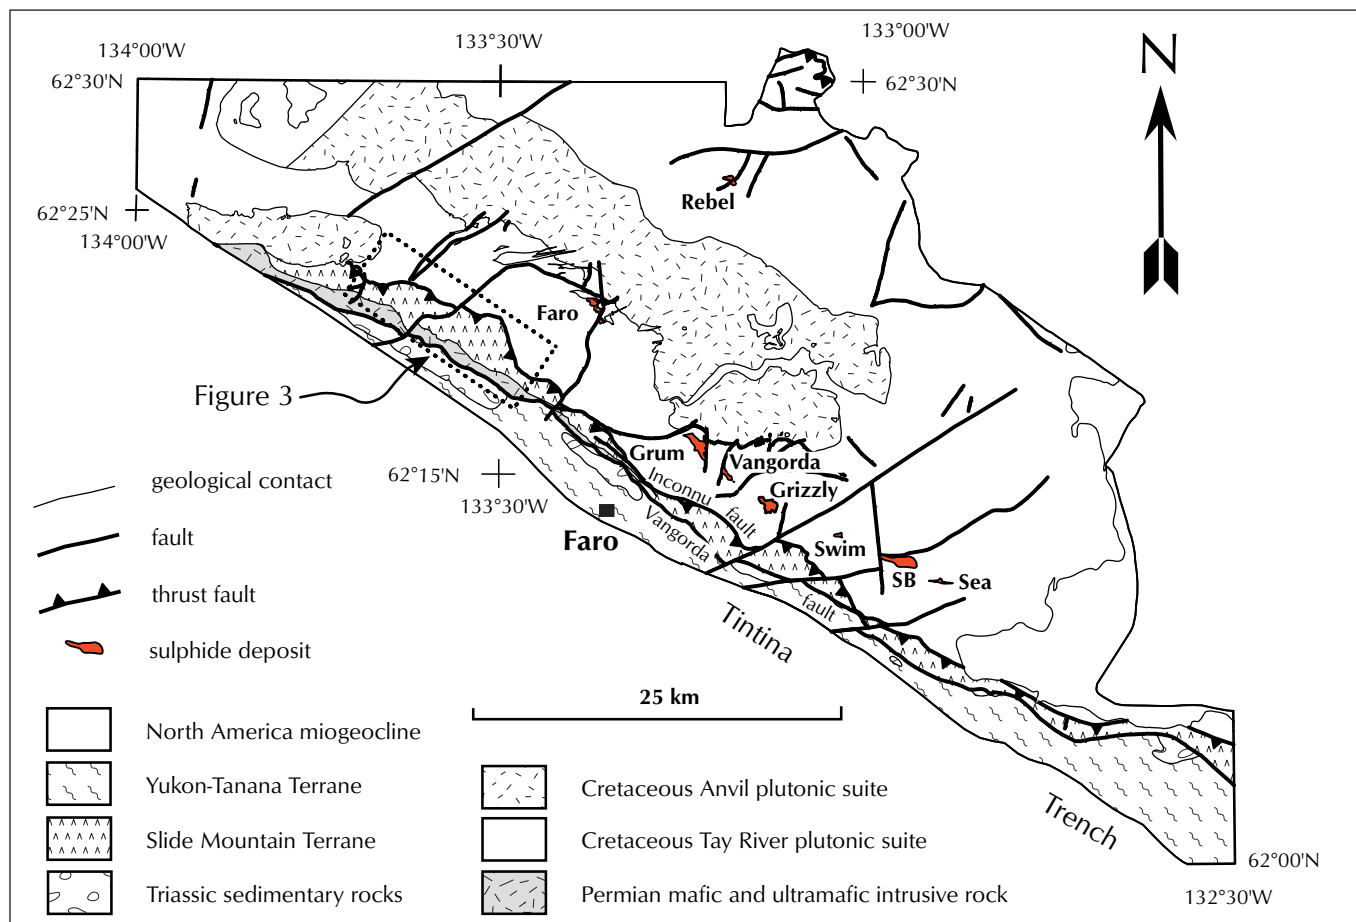 134°00'W
133°30'W
133°00'W
62°30'N
62°30'N
N
Rebel
62°25'N
134°00'W
Faro
Figure 3
Grum
Vangorda
62°15'N
133°30'W
Inconnu
fault
Grizzly
geological contact
fault
thrust fault
sulphide deposit
Faro
Vangorda
fault
Swim
SB
Sea
Tintina
Trench
25 km
North America miogeocline
Yukon-Tanana Terrane
Slide Mountain Terrane
Triassic sedimentary rocks
Cretaceous Anvil plutonic suite
Cretaceous Tay River plutonic suite
Permian mafic and ultramafic intrusive rock
62°00'N
132°30'W